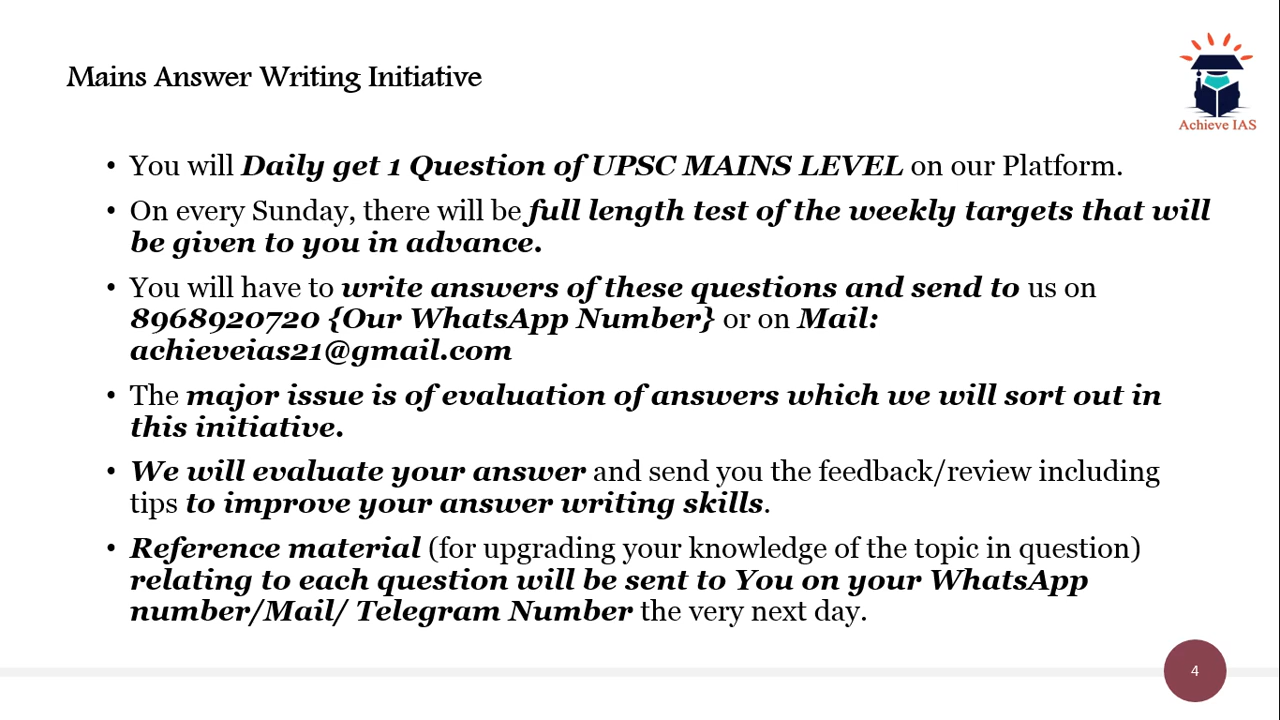 Mains Answer Writing Initiative
Achieve IAS
• You will Daily get 1 Question of UPSC MAINS LEVEL on our Platform.
• On every Sunday, there will be full length test of the weekly targets that will
be given to you in advance.
• You will have to write answers of these questions and send to us on
8968920720 {Our WhatsApp Number} or on Mail:
achieveias21@gmail.com
• The major issue is of evaluation of answers which we will sort out in
this initiative.
• We will evaluate your answer and send you the feedback/review including
tips to improve your answer writing skills.
• Reference material (for upgrading your knowledge of the topic in question)
relating to each question will be sent to You on your WhatsApp
number/Mail/ Telegram Number the very next day.
4